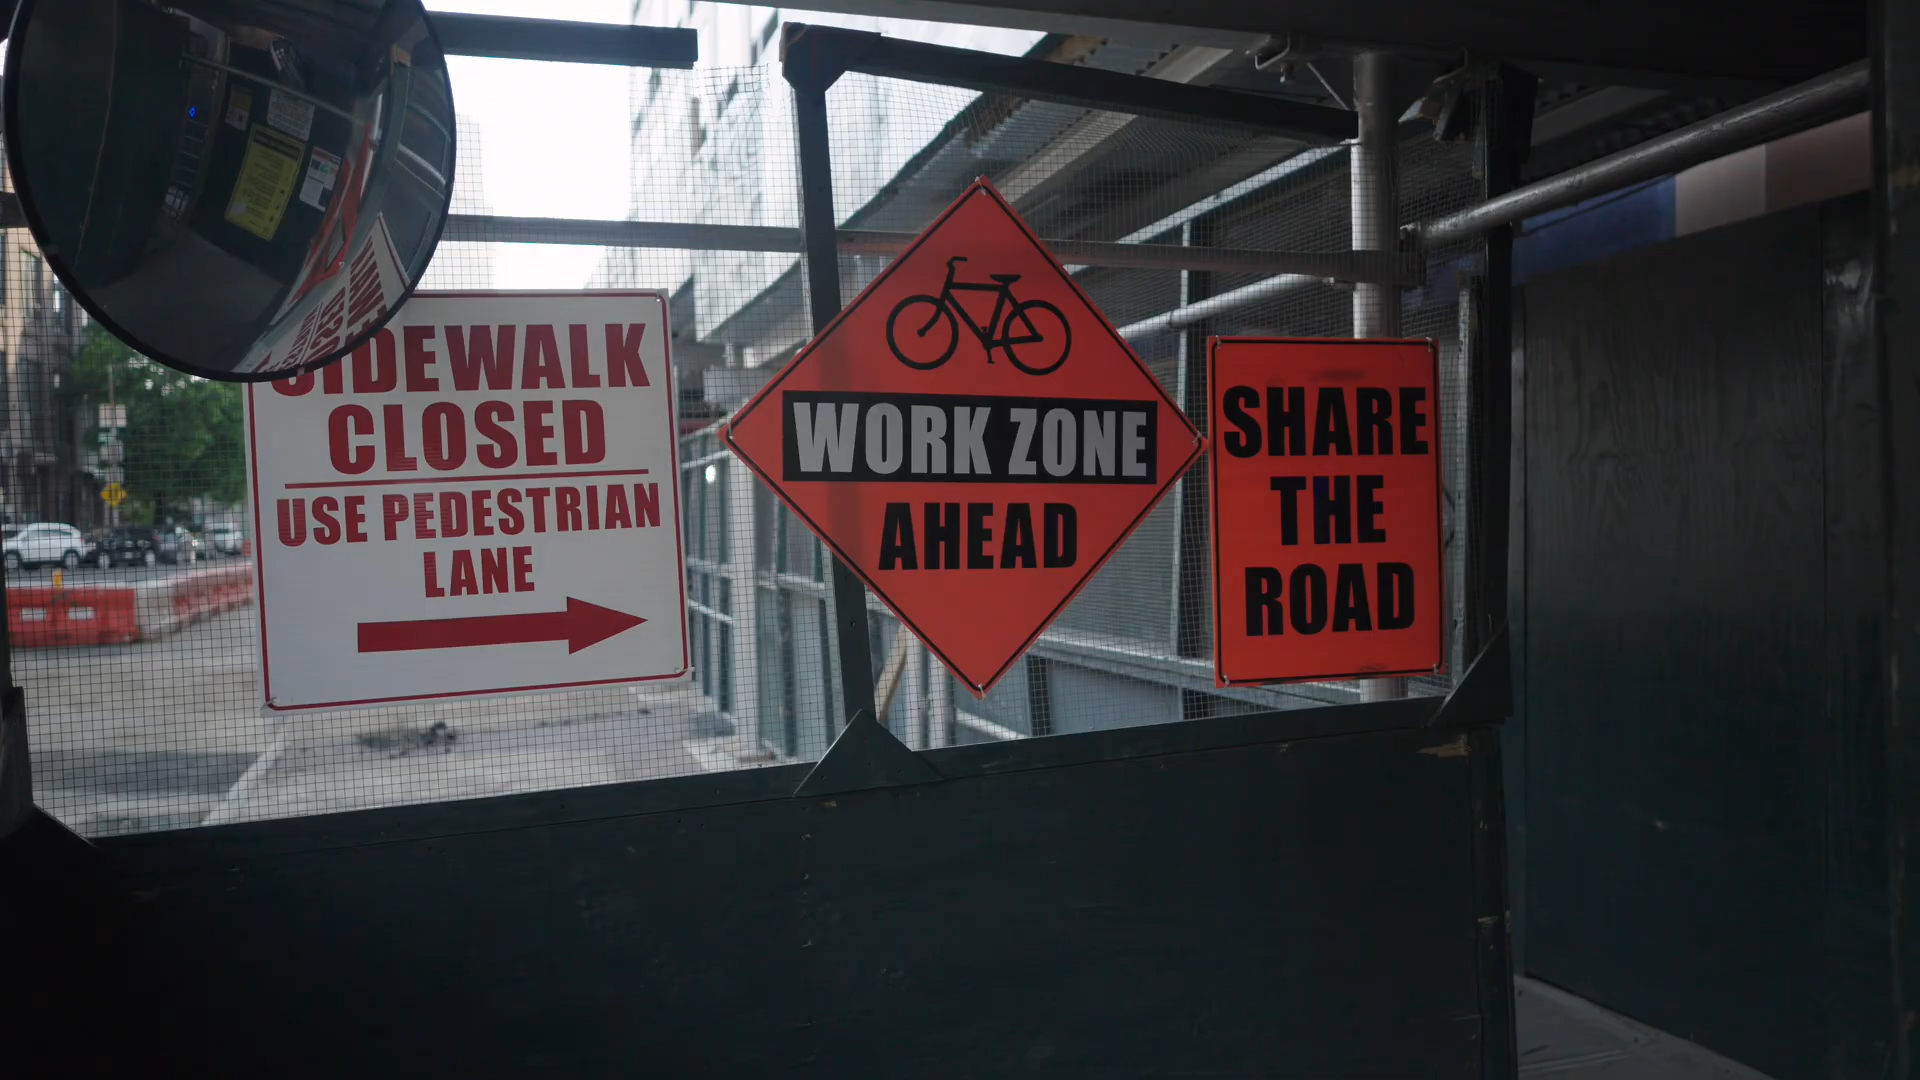 SIDEWALK
CLOSED
USE PEDESTRIAN
LANE
WORK ZONE
AHEAD
SHARE
THE
ROAD